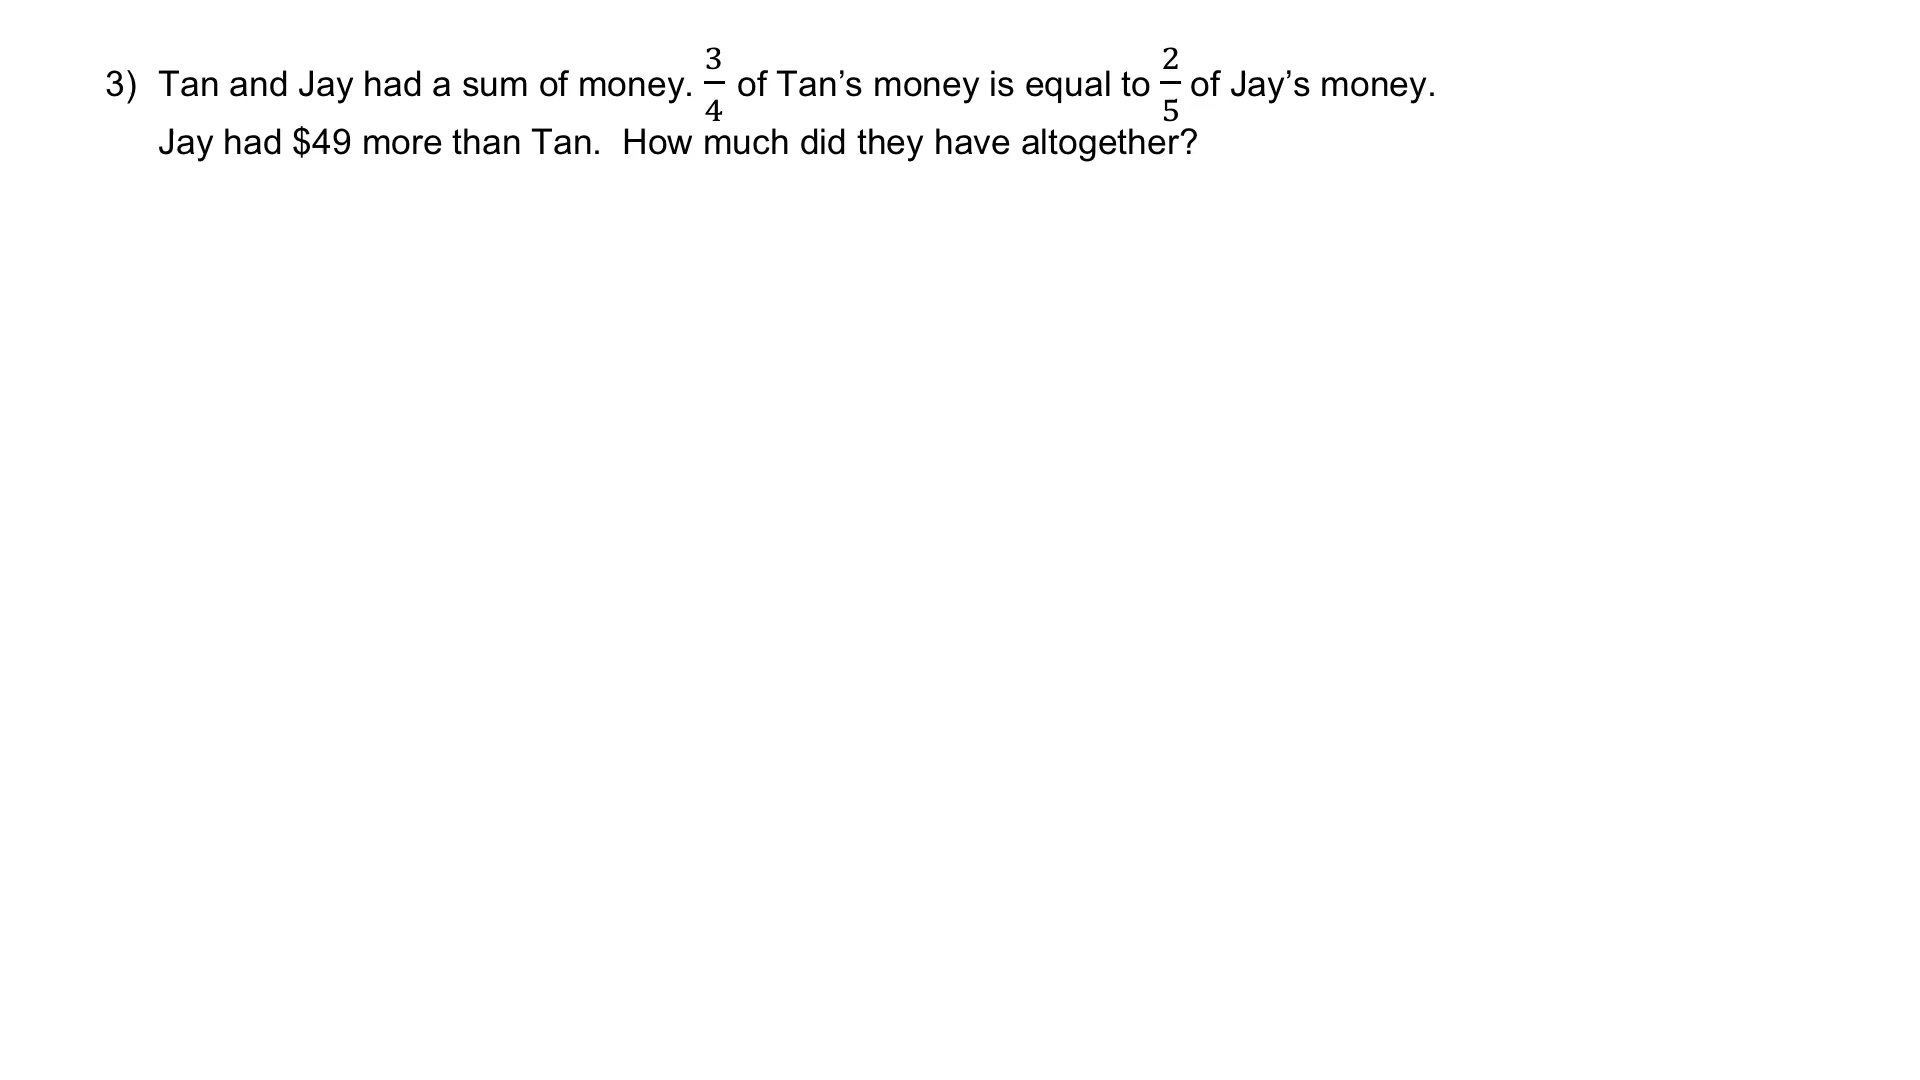 3) Tan and Jay had a sum of money. 3/4 of Tan’s money is equal to 2/5 of Jay’s money.
Jay had $49 more than Tan. How much did they have altogether?